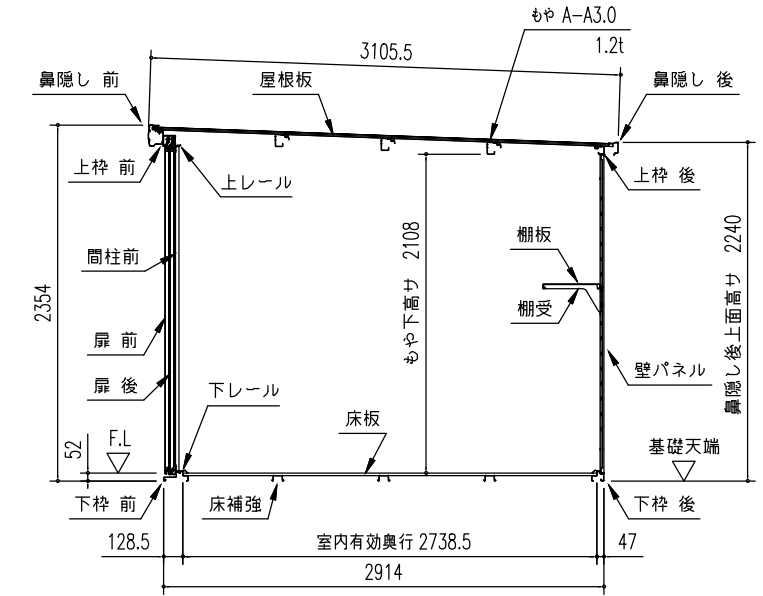 もや A-A3.0
1.2t
3105.5
鼻隠し 前
屋根板
鼻隠し 後
上枠 前
上レール
上枠 後
間柱前
棚板
棚受
もや下高サ 2108
鼻隠し後上面高サ 2240
2354
扉 前
扉 後
下レール
壁パネル
床板
F.L
52
基礎天端
下枠 前
床補強
下枠 後
128.5
室内有効奥行 2738.5
47
2914